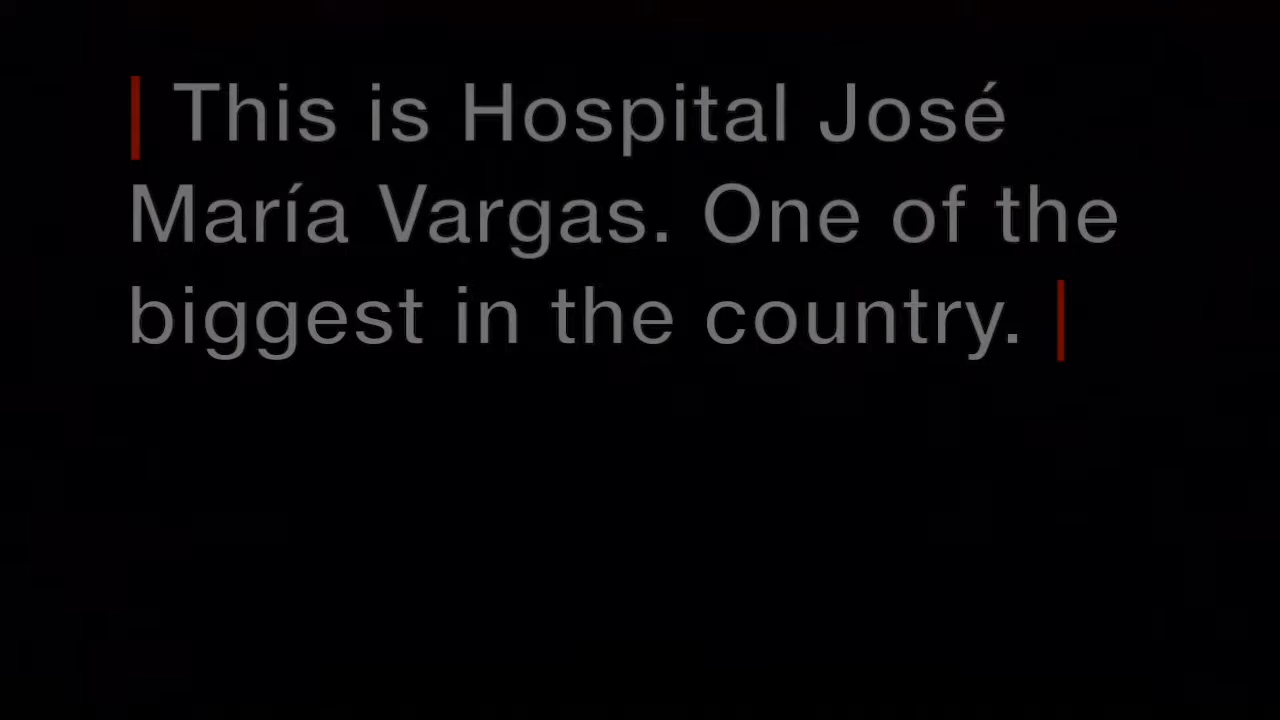 This is Hospital José
María Vargas. One of the
biggest in the country.